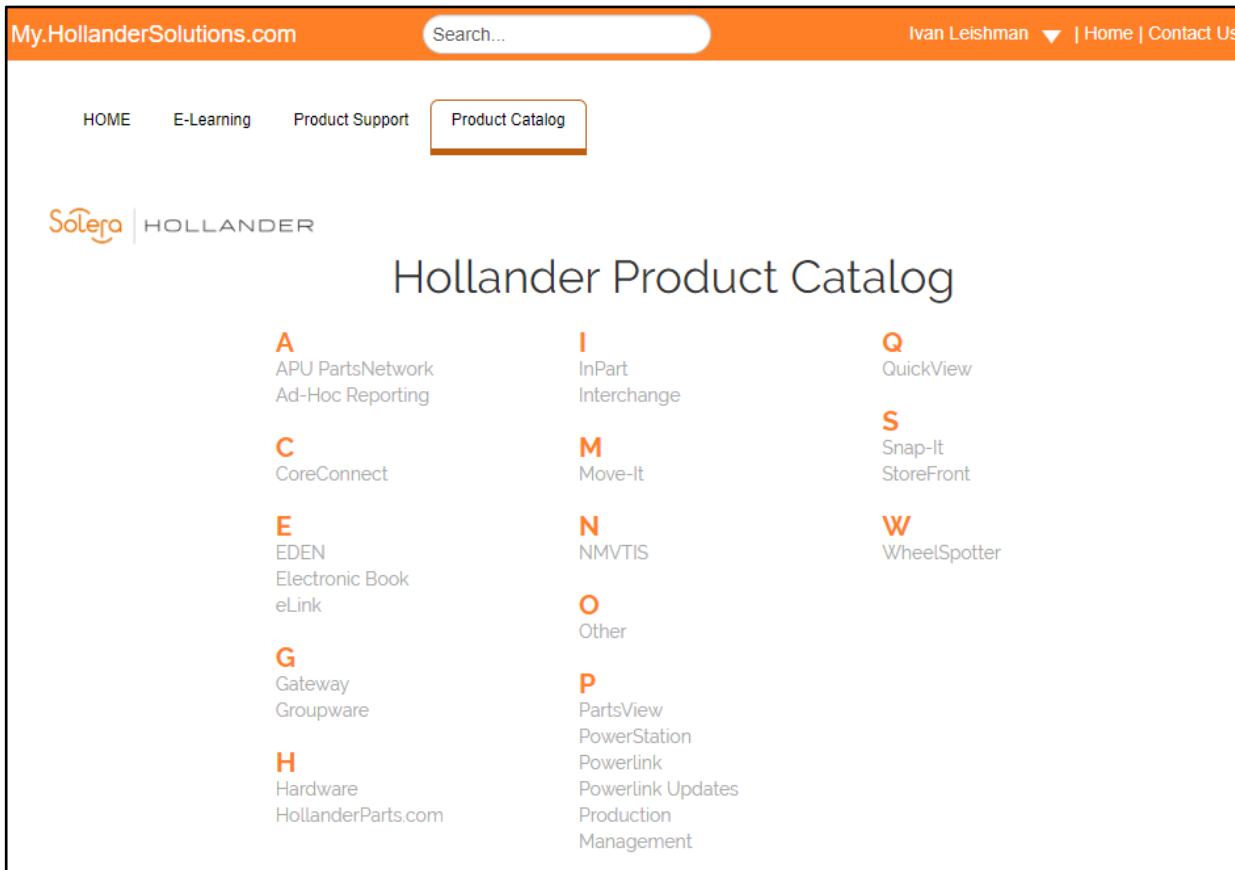 My.HollanderSolutions.com Search... Ivan Leishman | Home | Contact Us
HOME E-Learning Product Support Product Catalog
Solera | HOLLANDER
Hollander Product Catalog
A
APU PartsNetwork
Ad-Hoc Reporting
C
CoreConnect
E
EDEN
Electronic Book
eLink
G
Gateway
Groupware
H
Hardware
HollanderParts.com
I
InPart
Interchange
M
Move-It
N
NMVTIS
O
Other
P
PartsView
PowerStation
Powerlink
Powerlink Updates
Production
Management
Q
QuickView
S
Snap-It
StoreFront
W
WheelSpotter